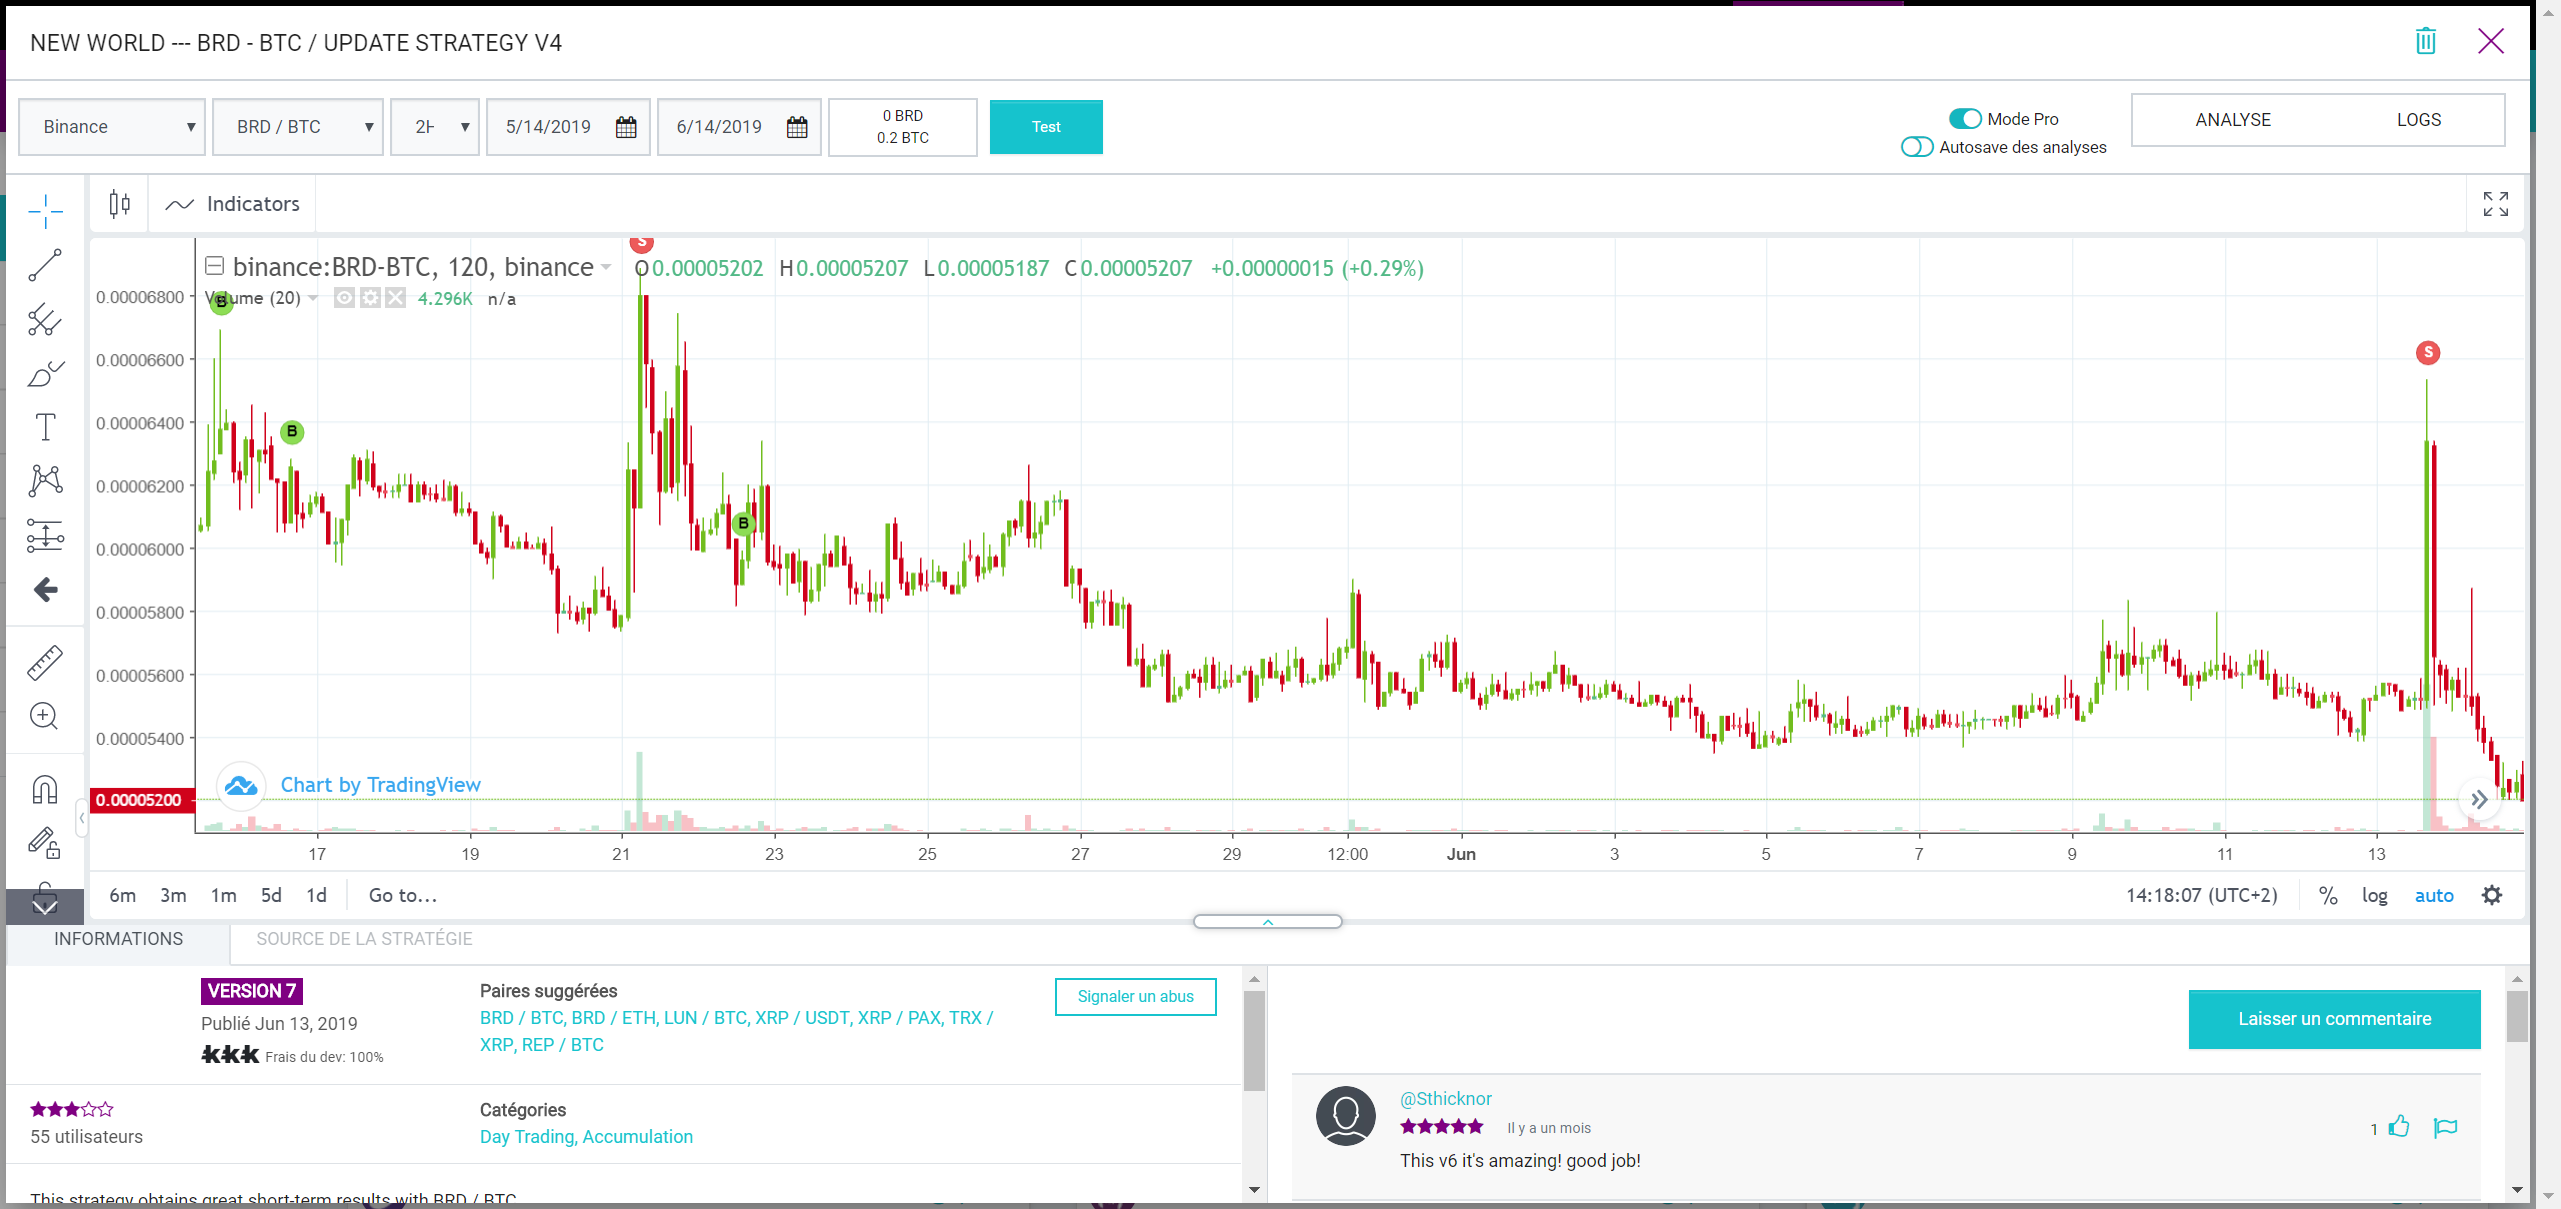 NEW WORLD --- BRD - BTC / UPDATE STRATEGY V4
Binance
BRD / BTC
5/14/2019
6/14/2019
0 BRD
0.2 BTC
Test
Mode Pro
Autosave des analyses
ANALYSE
LOGS
Indicators
S
binance:BRD-BTC, 120, binance
O0.00005202 H0.00005207 L0.00005187 C0.00005207 +0.00000015 (+0.29%)
Volume (20)
4.296K n/a
B
B
B
S
0.00006800
0.00006600
0.00006400
0.00006200
0.00006000
0.00005800
0.00005600
0.00005400
0.00005200
Chart by TradingView
17 19 21 23 25 27 29 12:00 Jun 3 5 7 9 11 13
6m 3m 1m 5d 1d Go to...
14:18:07 (UTC+2) % log auto
INFORMATIONS
SOURCE DE LA STRATÉGIE
VERSION 7
Publié Jun 13, 2019
Frais du dev: 100%
Paires suggérées
BRD / BTC, BRD / ETH, LUN / BTC, XRP / USDT, XRP / PAX, TRX /
XRP, REP / BTC
Signaler un abus
55 utilisateurs
Catégories
Day Trading, Accumulation
This strategy obtains great short-term results with BRD / BTC
Laisser un commentaire
@Sthicknor
Il y a un mois
1
This v6 it's amazing! good job!